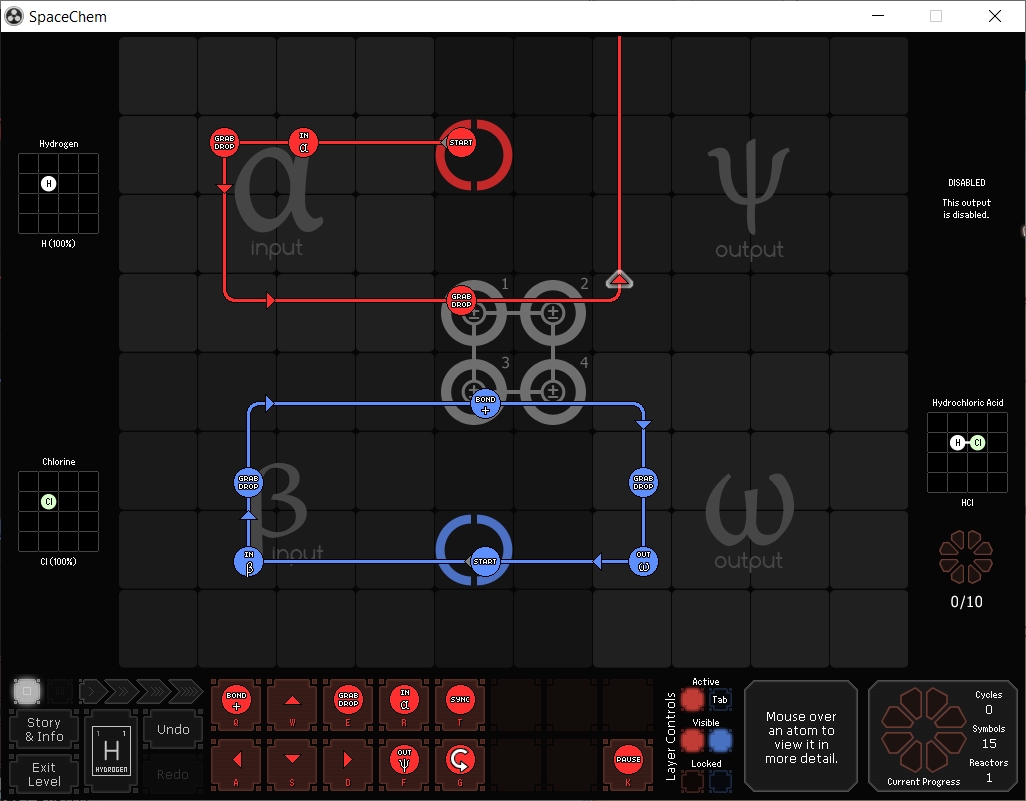 SpaceChem
Hydrogen
H
H (100%)
Chlorine
Cl
Cl (100%)
GRAB
DROP
IN
α
START
α
input
ψ
output
1
2
GRAB
DROP
±
±
3
4
±
±
BOND
+
GRAB
DROP
GRAB
DROP
β
input
IN
β
START
OUT
ω
ω
output
DISABLED
This output
is disabled.
Hydrochloric Acid
H Cl
HCl
0/10
Story
& Info
Exit
Level
1 1
H
HYDROGEN
Undo
Redo
BOND
+
Q
W
GRAB
DROP
E
IN
α
R
SYNC
T
A
S
D
OUT
ψ
F
G
PAUSE
K
Layer Controls
Active
Tab
Visible
Locked
Mouse over
an atom to
view it in
more detail.
Cycles
0
Symbols
15
Reactors
1
Current Progress